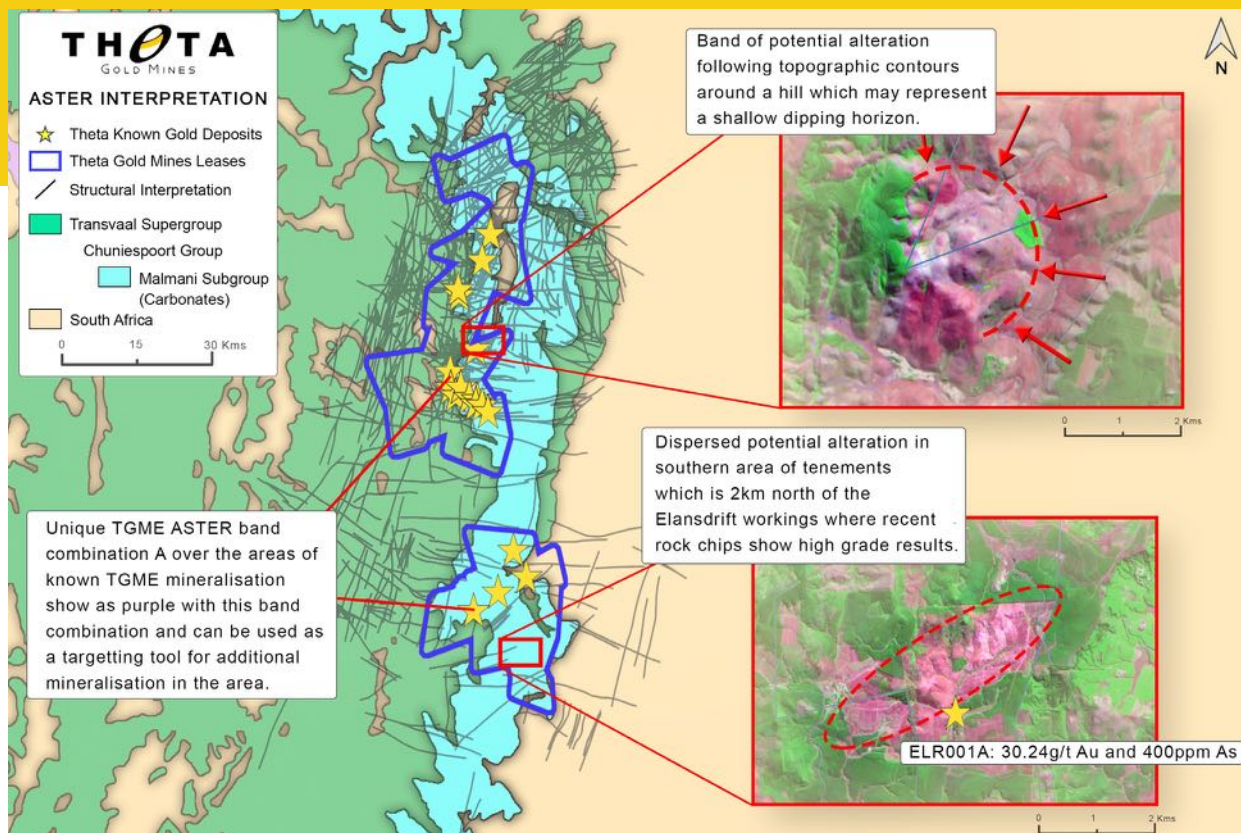 THETA
GOLD MINES
ASTER INTERPRETATION
Theta Known Gold Deposits
Theta Gold Mines Leases
Structural Interpretation
Transvaal Supergroup
Chuniespoort Group
Malmani Subgroup
(Carbonates)
South Africa
0 15 30 Kms
Band of potential alteration
following topographic contours
around a hill which may represent
a shallow dipping horizon.
N
0 1 2 Kms
Unique TGME ASTER band
combination A over the areas of
known TGME mineralisation
show as purple with this band
combination and can be used as
a targetting tool for additional
mineralisation in the area.
Dispersed potential alteration in
southern area of tenements
which is 2km north of the
Elansdrift workings where recent
rock chips show high grade results.
ELR001A: 30.24g/t Au and 400ppm As
0 1 2 Kms